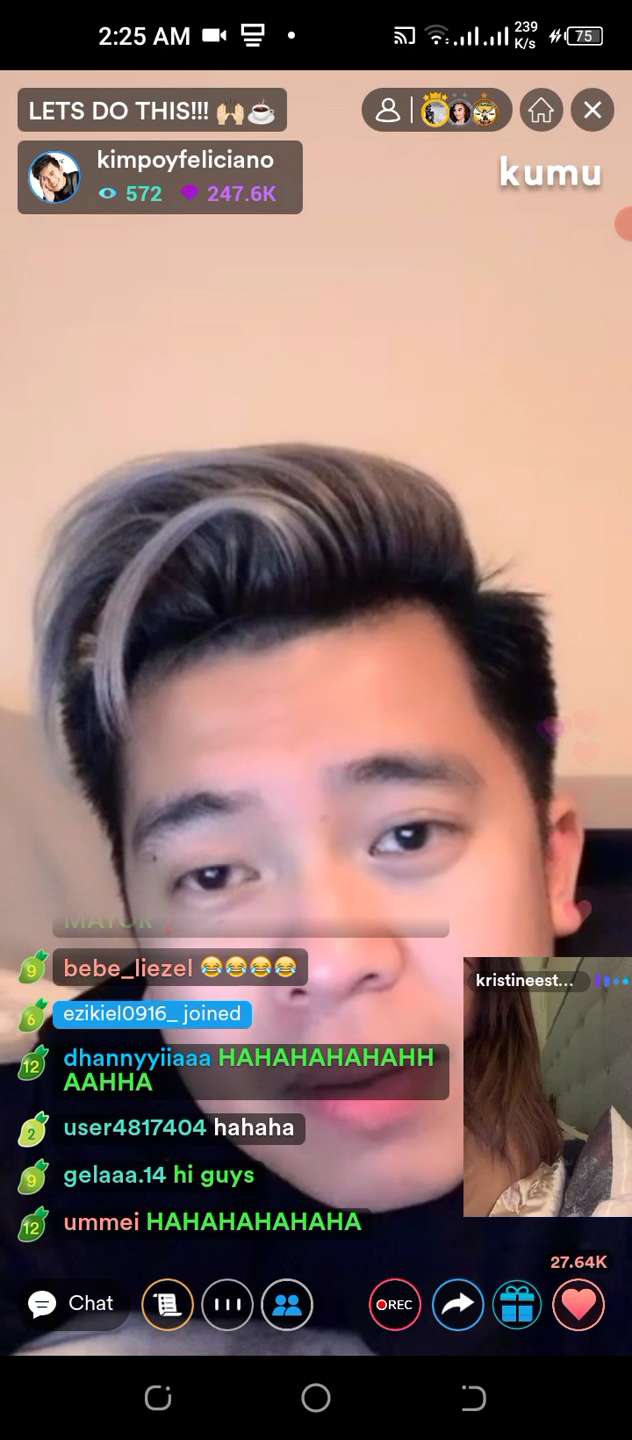 2:25 AM
239
K/s
75
LETS DO THIS!!! 🙌🏻☕
kimpoyfeliciano
572 247.6K
kumu
MAYOR
9 bebe_liezel 😂😂😂😂
6 ezikiel0916_ joined
12 dhannyyiiaaa HAHAHAHAHAHH
AAHHA
2 user4817404 hahaha
9 gelaaa.14 hi guys
12 ummei HAHAHAHAHAHA
kristineest...
27.64K
Chat
REC